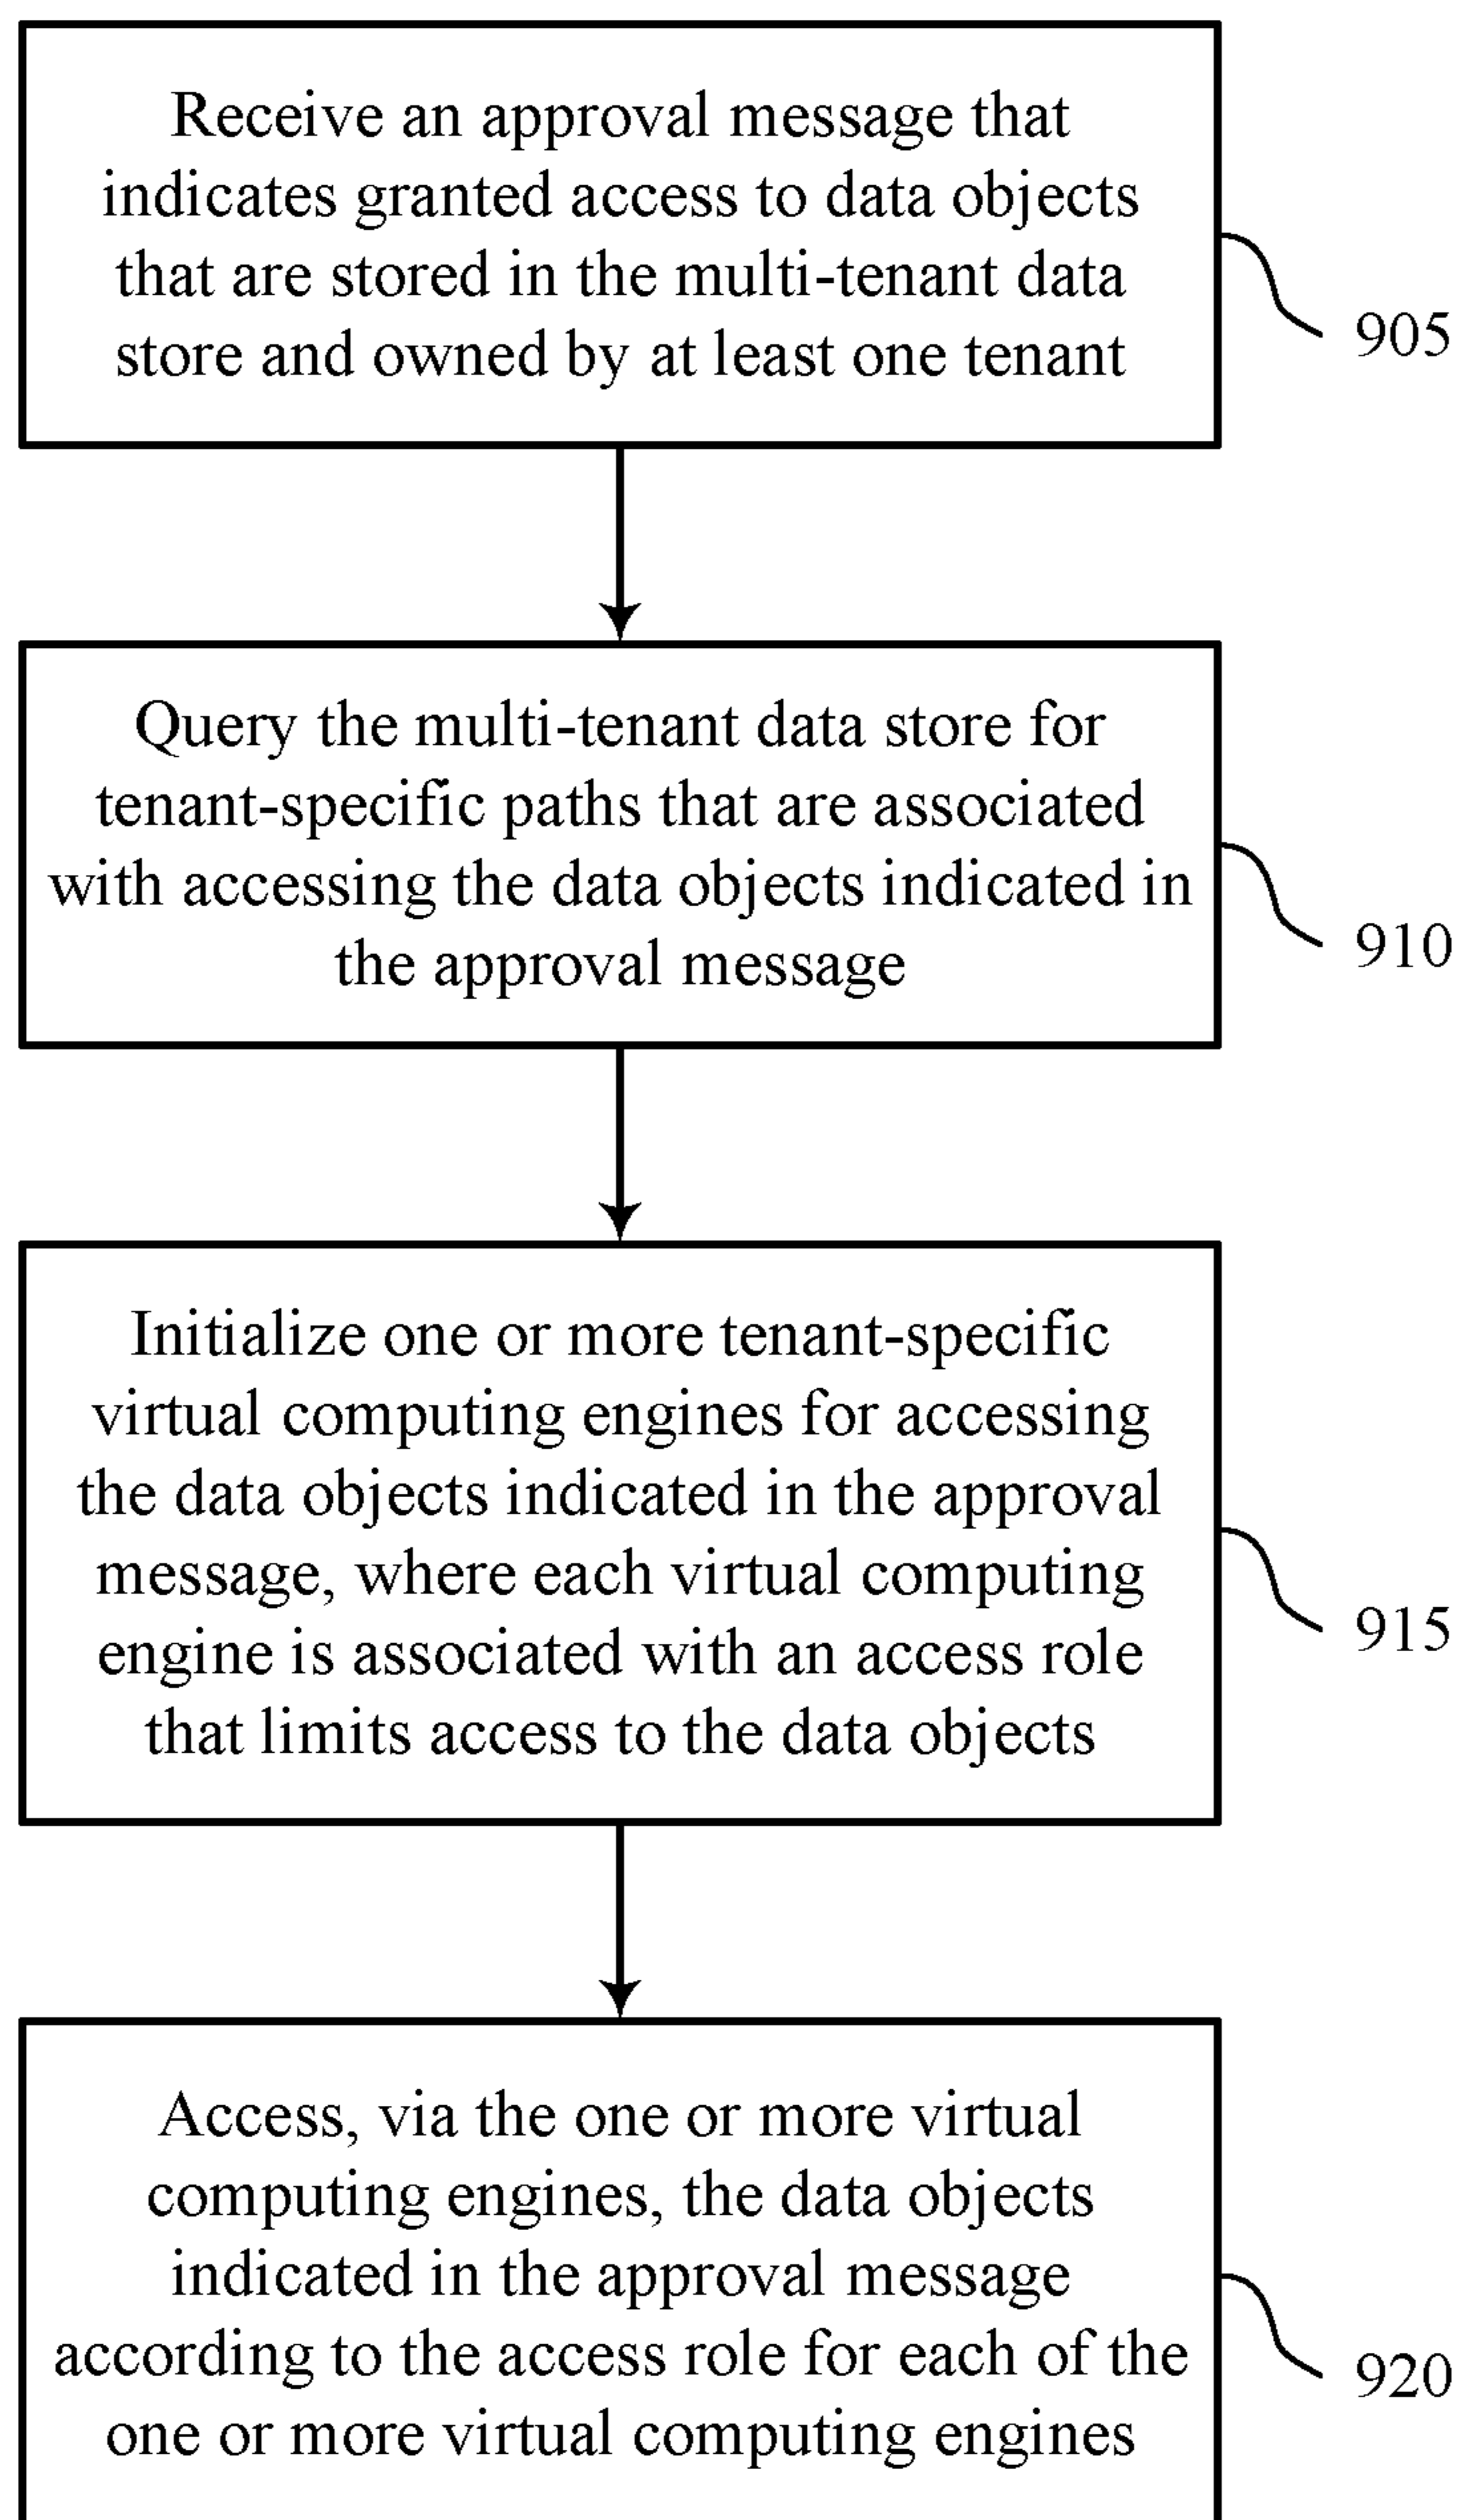 Receive an approval message that
indicates granted access to data objects
that are stored in the multi-tenant data
store and owned by at least one tenant
905
Query the multi-tenant data store for
tenant-specific paths that are associated
with accessing the data objects indicated in
the approval message
910
Initialize one or more tenant-specific
virtual computing engines for accessing
the data objects indicated in the approval
message, where each virtual computing
engine is associated with an access role
that limits access to the data objects
915
Access, via the one or more virtual
computing engines, the data objects
indicated in the approval message
according to the access role for each of the
one or more virtual computing engines
920